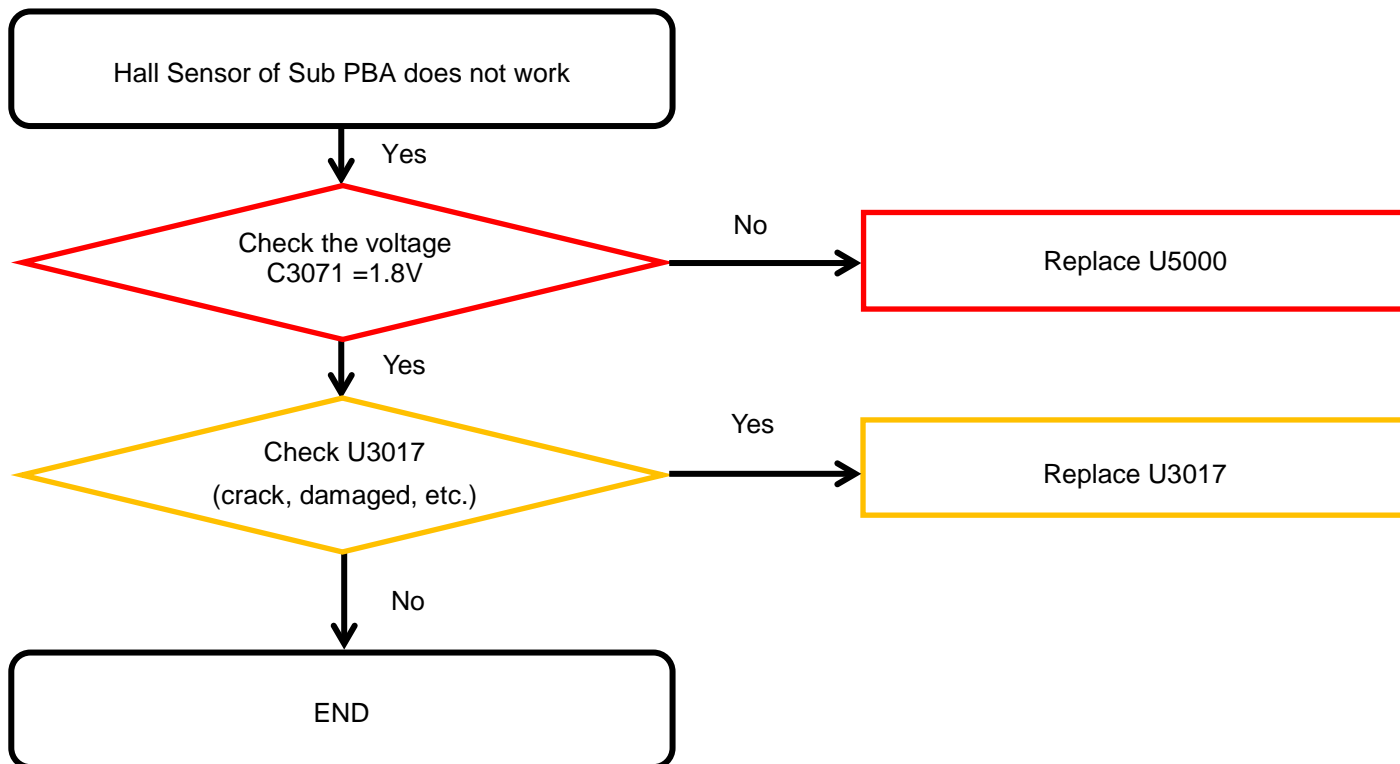 Hall Sensor of Sub PBA does not work
Yes
Check the voltage
C3071 =1.8V
No
Replace U5000
Yes
Check U3017
(crack, damaged, etc.)
Yes
Replace U3017
No
END